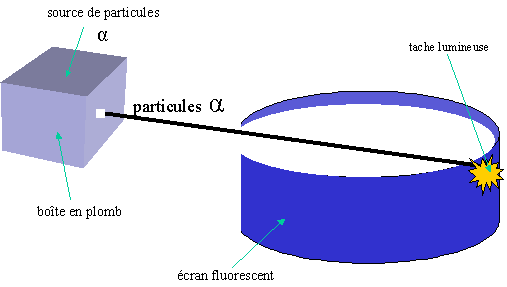 source de particules
α
tache lumineuse
particules α
boîte en plomb
écran fluorescent